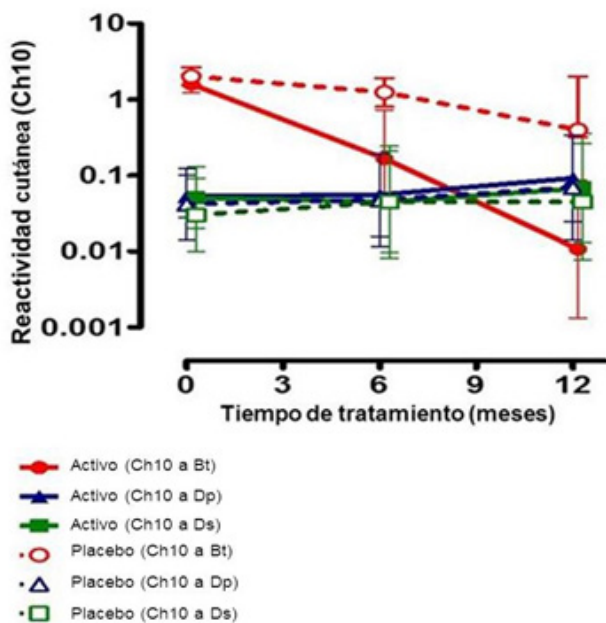 Reactividad cutánea (Ch10)
10
1
0.1
0.01
0.001
0 3 6 9 12
Tiempo de tratamiento (meses)
Activo (Ch10 a Bt)
Activo (Ch10 a Dp)
Activo (Ch10 a Ds)
Placebo (Ch10 a Bt)
Placebo (Ch10 a Dp)
Placebo (Ch10 a Ds)